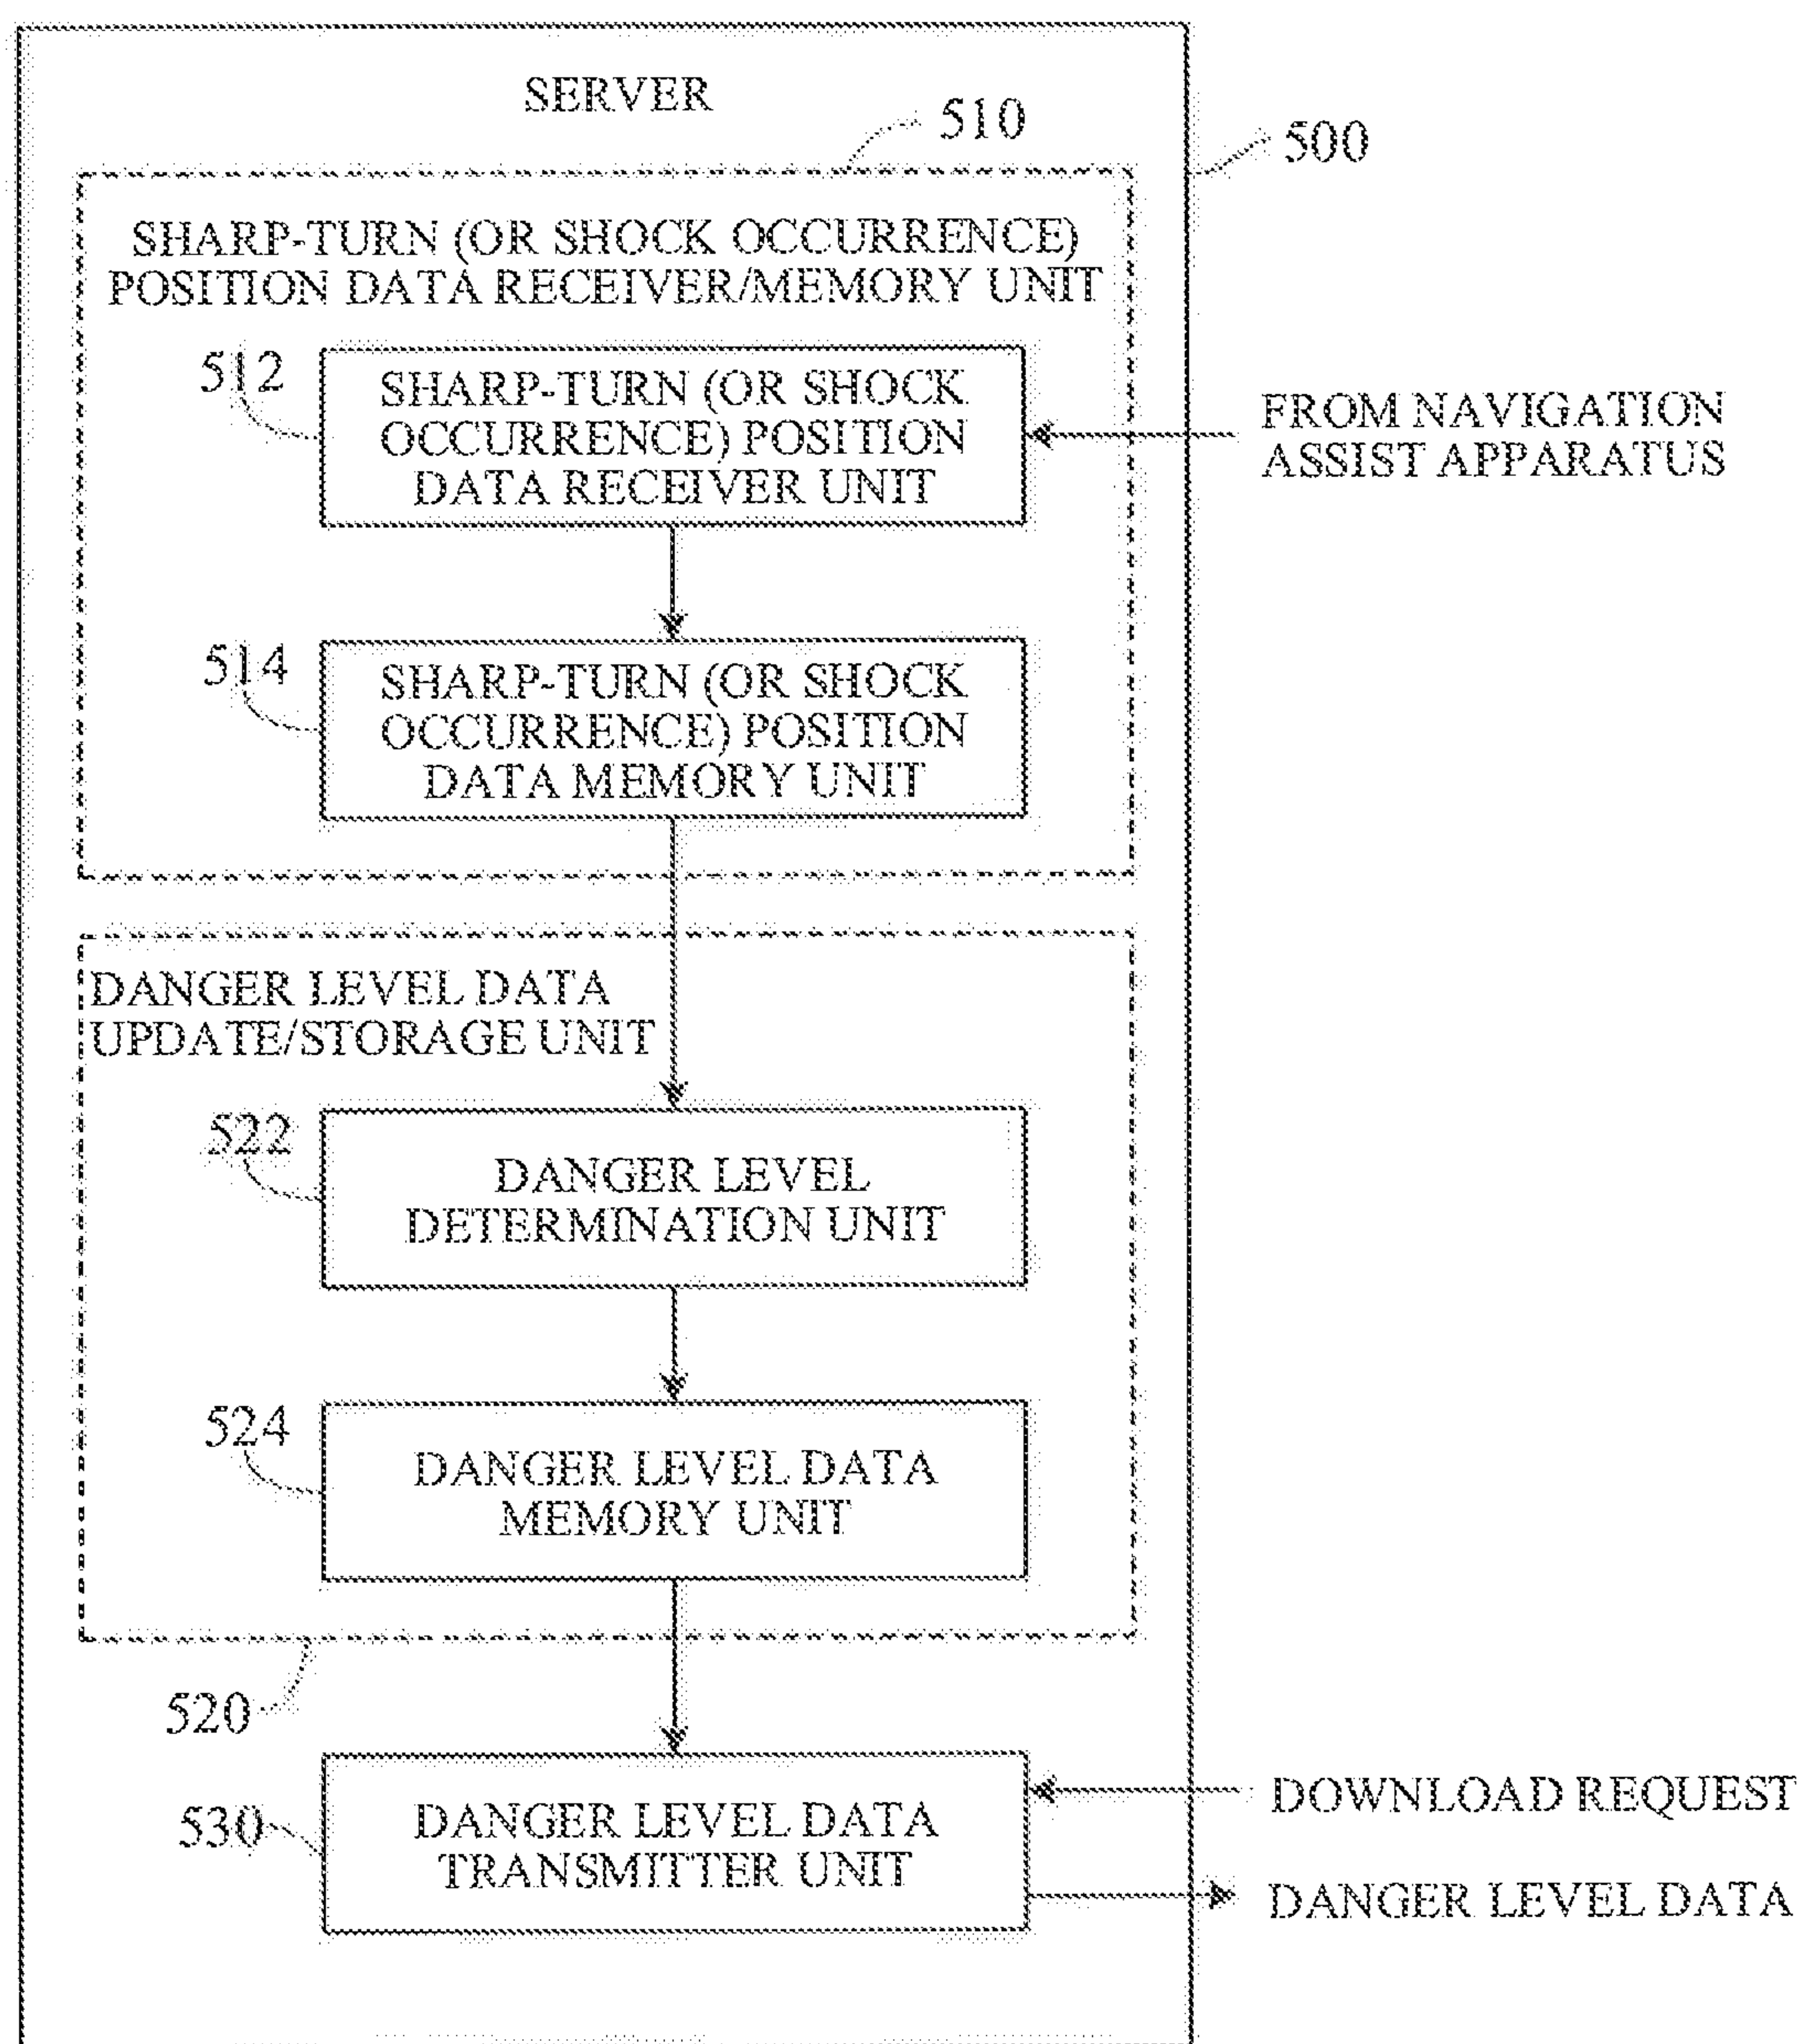 SERVER
510
500
SHARP-TURN (OR SHOCK OCCURRENCE)
POSITION DATA RECEIVER/MEMORY UNIT
512
SHARP-TURN (OR SHOCK
OCCURRENCE) POSITION
DATA RECEIVER UNIT
FROM NAVIGATION
ASSIST APPARATUS
514
SHARP-TURN (OR SHOCK
OCCURRENCE) POSITION
DATA MEMORY UNIT
DANGER LEVEL DATA
UPDATE/STORAGE UNIT
522
DANGER LEVEL
DETERMINATION UNIT
524
DANGER LEVEL DATA
MEMORY UNIT
520
530
DANGER LEVEL DATA
TRANSMITTER UNIT
DOWNLOAD REQUEST
DANGER LEVEL DATA